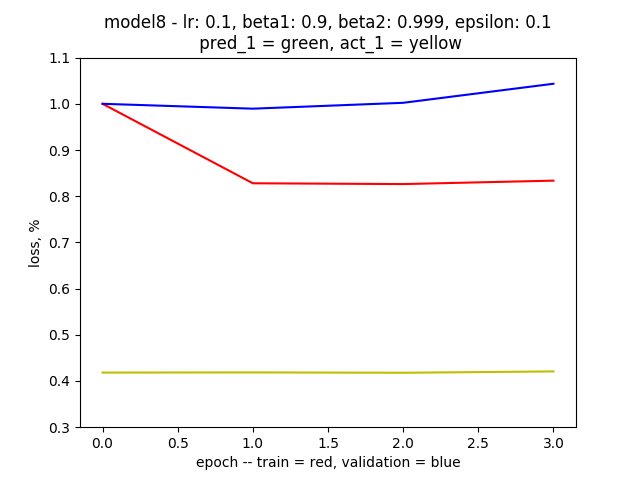 model8 - lr: 0.1, beta1: 0.9, beta2: 0.999, epsilon: 0.1
pred_1 = green, act_1 = yellow
1.1
1.0
0.9
0.8
0.7
0.6
0.5
0.4
0.3
loss, %
0.0 0.5 1.0 1.5 2.0 2.5 3.0
epoch -- train = red, validation = blue